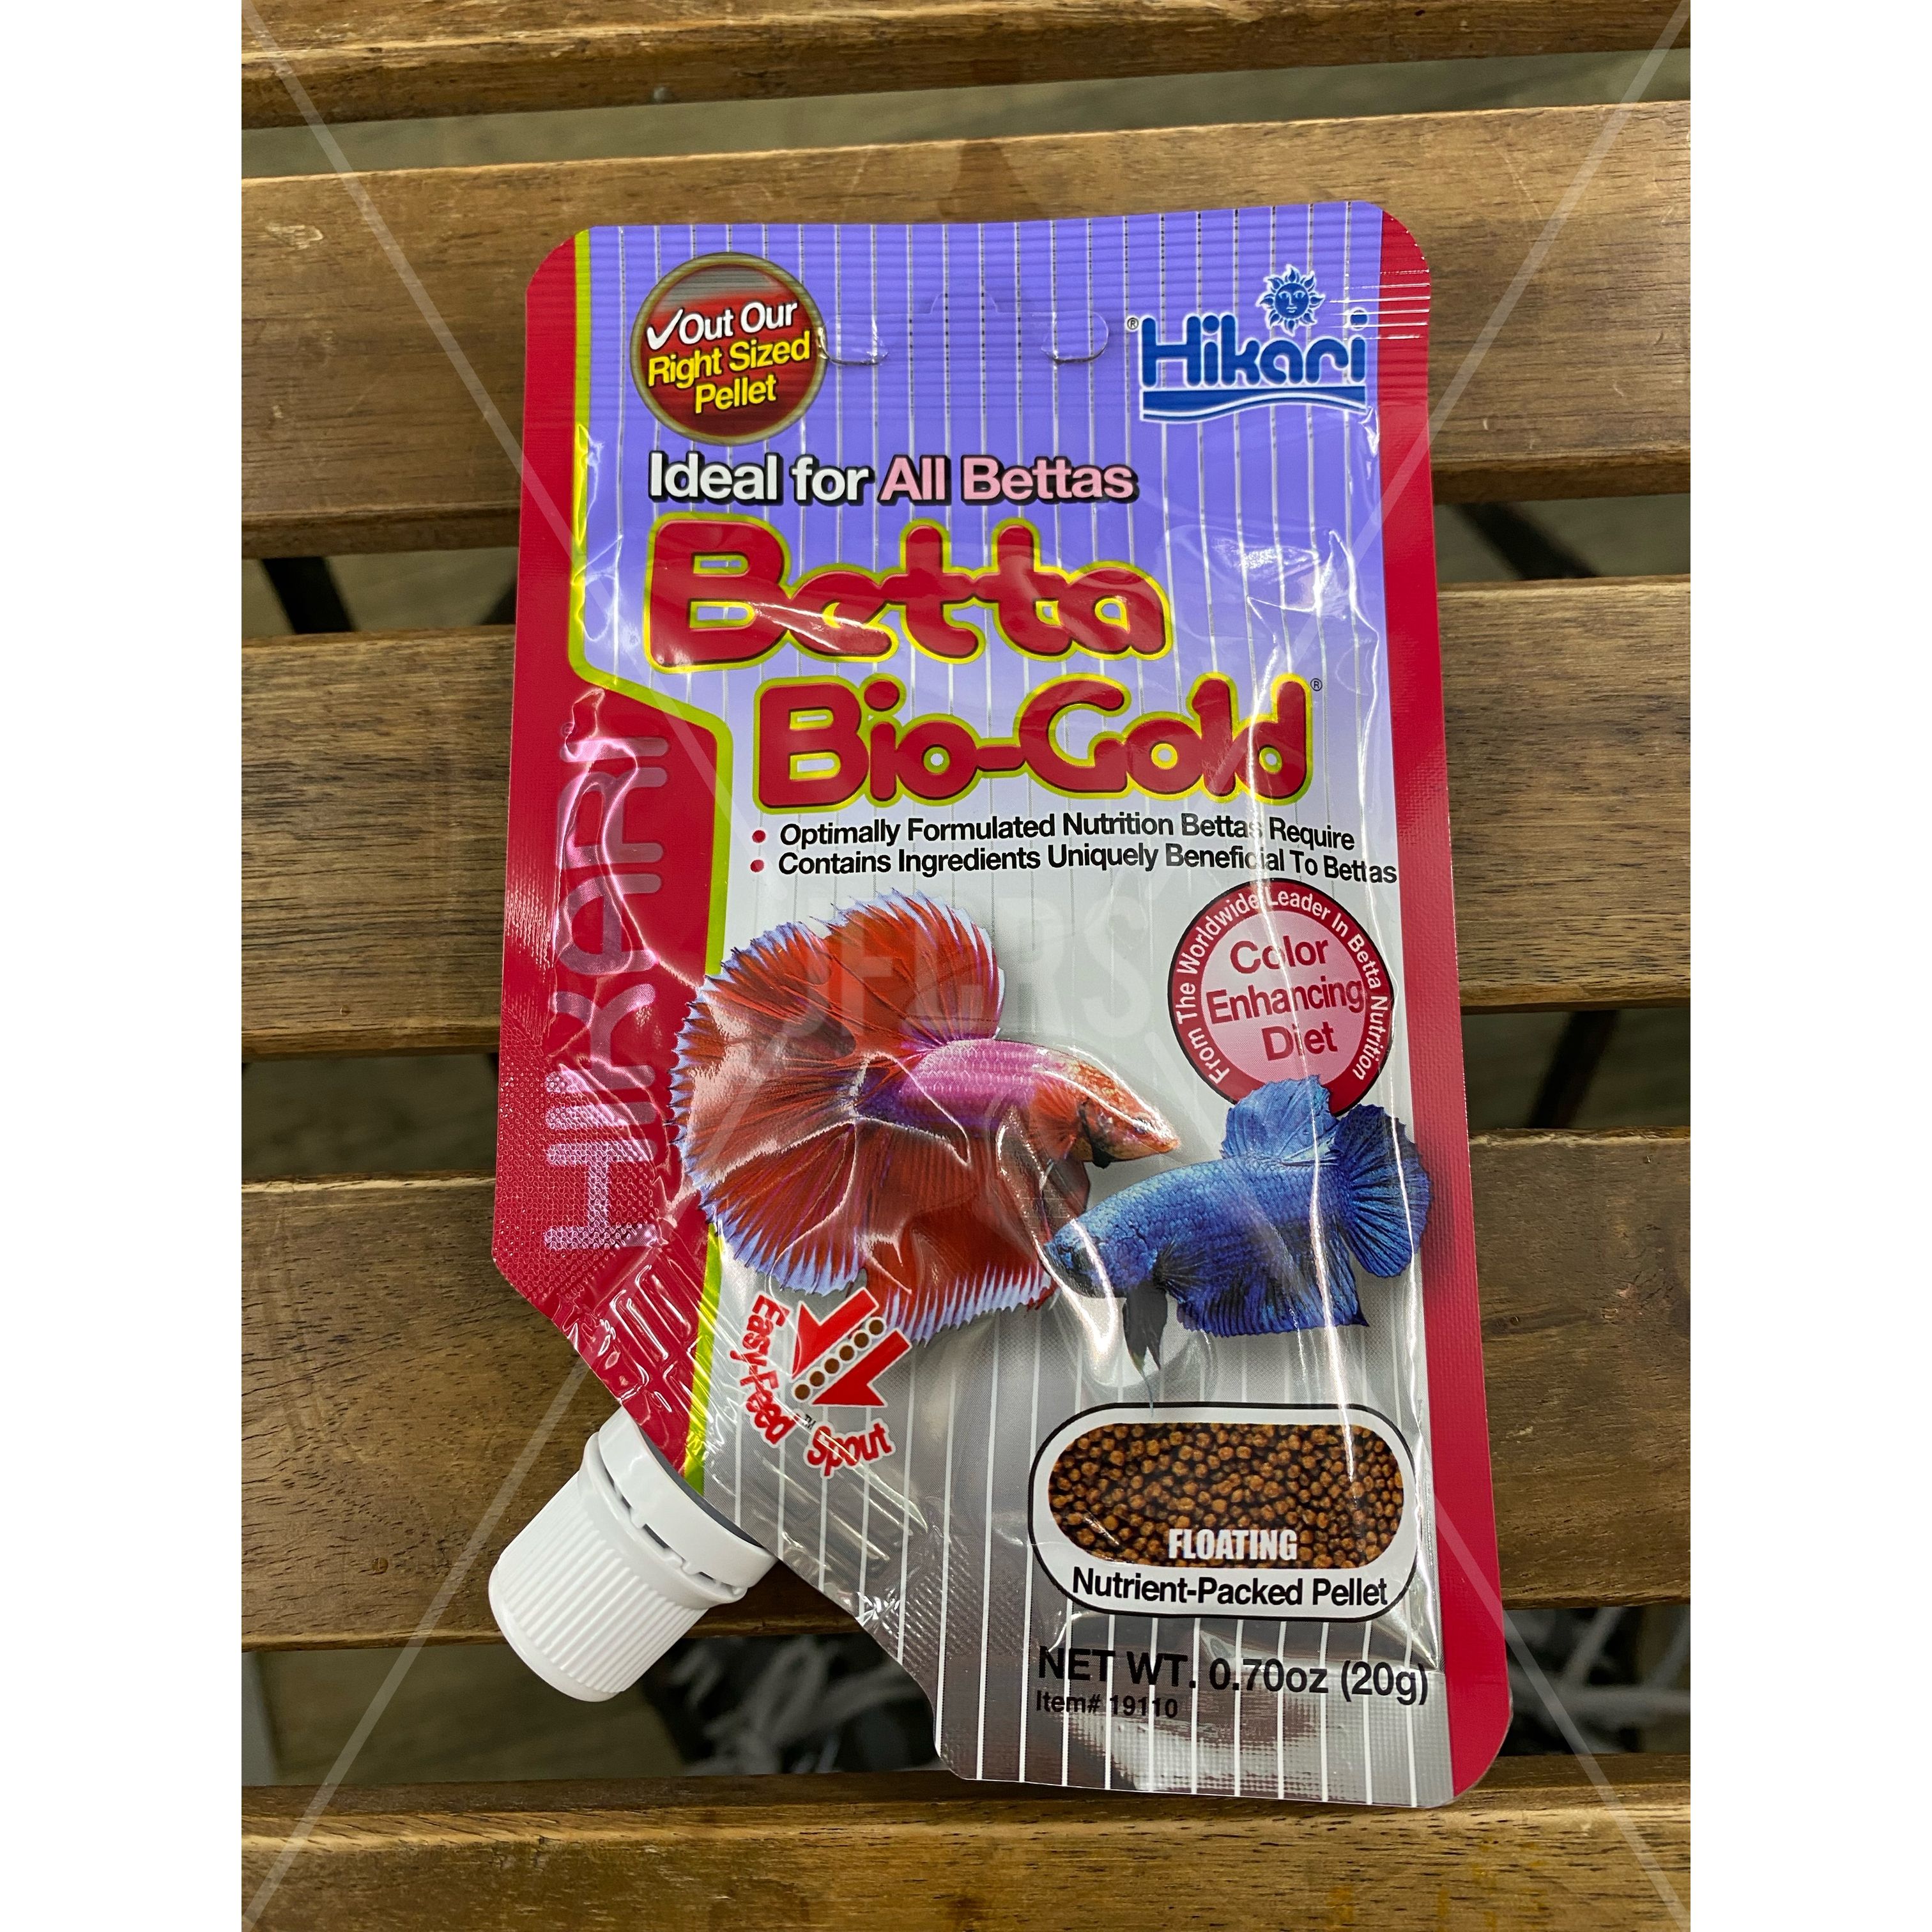 ✓Out Our
Right Sized
Pellet
® Hikari
Ideal for All Bettas
Betta
Bio-Gold®
• Optimally Formulated Nutrition Bettas Require
• Contains Ingredients Uniquely Beneficial To Bettas
HIKARI
From The Worldwide Leader In Betta Nutrition
Color
Enhancing
Diet
Easy-Feed™ Spout
FLOATING
Nutrient-Packed Pellet
NET WT. 0.70oz (20g)
Item# 19110